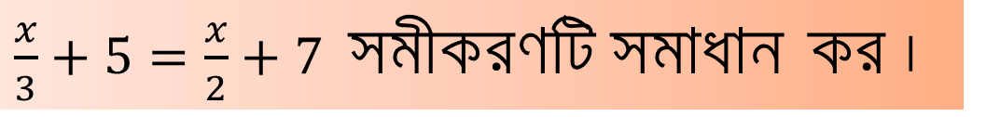 x/3 + 5 = x/2 + 7 সমীকরণটি সমাধান কর।